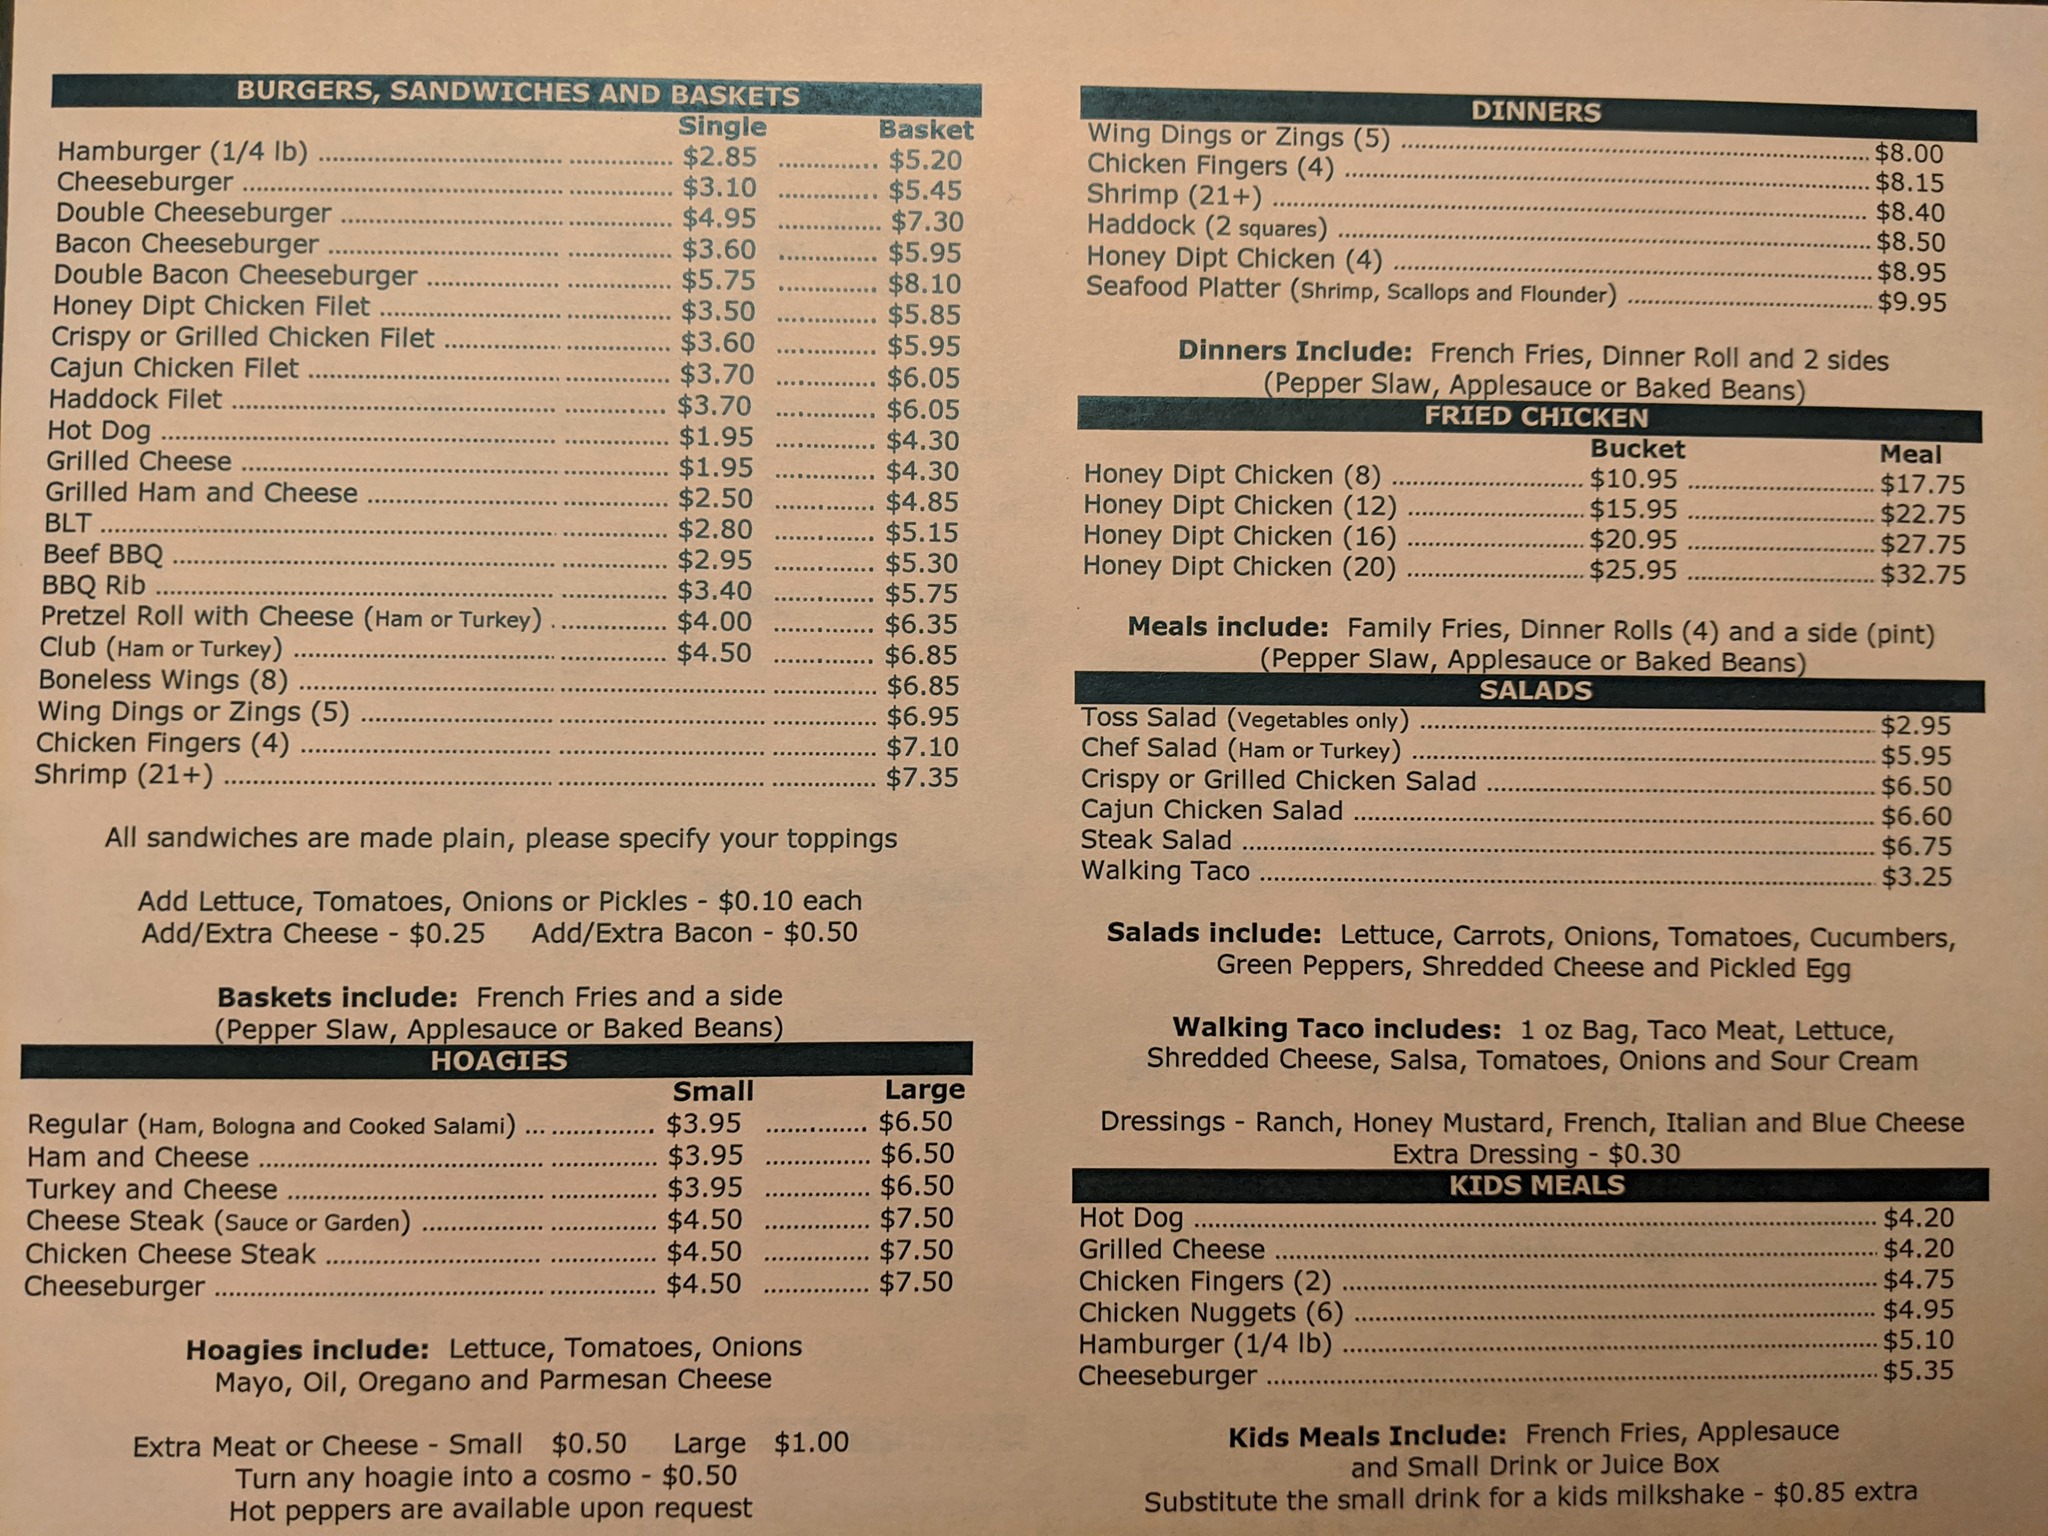 BURGERS, SANDWICHES AND BASKETS
Single Basket
Hamburger (1/4 lb) $2.85 $5.20
Cheeseburger $3.10 $5.45
Double Cheeseburger $4.95 $7.30
Bacon Cheeseburger $3.60 $5.95
Double Bacon Cheeseburger $5.75 $8.10
Honey Dipt Chicken Filet $3.50 $5.85
Crispy or Grilled Chicken Filet $3.60 $5.95
Cajun Chicken Filet $3.70 $6.05
Haddock Filet $3.70 $6.05
Hot Dog $1.95 $4.30
Grilled Cheese $1.95 $4.30
Grilled Ham and Cheese $2.50 $4.85
BLT $2.80 $5.15
Beef BBQ $2.95 $5.30
BBQ Rib $3.40 $5.75
Pretzel Roll with Cheese (Ham or Turkey) $4.00 $6.35
Club (Ham or Turkey) $4.50 $6.85
Boneless Wings (8) $6.85
Wing Dings or Zings (5) $6.95
Chicken Fingers (4) $7.10
Shrimp (21+) $7.35
All sandwiches are made plain, please specify your toppings
Add Lettuce, Tomatoes, Onions or Pickles - $0.10 each
Add/Extra Cheese - $0.25 Add/Extra Bacon - $0.50
Baskets include: French Fries and a side
(Pepper Slaw, Applesauce or Baked Beans)
HOAGIES
Small Large
Regular (Ham, Bologna and Cooked Salami) $3.95 $6.50
Ham and Cheese $3.95 $6.50
Turkey and Cheese $3.95 $6.50
Cheese Steak (Sauce or Garden) $4.50 $7.50
Chicken Cheese Steak $4.50 $7.50
Cheeseburger $4.50 $7.50
Hoagies include: Lettuce, Tomatoes, Onions
Mayo, Oil, Oregano and Parmesan Cheese
Extra Meat or Cheese - Small $0.50 Large $1.00
Turn any hoagie into a cosmo - $0.50
Hot peppers are available upon request
DINNERS
Wing Dings or Zings (5) $8.00
Chicken Fingers (4) $8.15
Shrimp (21+) $8.40
Haddock (2 squares) $8.50
Honey Dipt Chicken (4) $8.95
Seafood Platter (Shrimp, Scallops and Flounder) $9.95
Dinners Include: French Fries, Dinner Roll and 2 sides
(Pepper Slaw, Applesauce or Baked Beans)
FRIED CHICKEN
Bucket Meal
Honey Dipt Chicken (8) $10.95 $17.75
Honey Dipt Chicken (12) $15.95 $22.75
Honey Dipt Chicken (16) $20.95 $27.75
Honey Dipt Chicken (20) $25.95 $32.75
Meals include: Family Fries, Dinner Rolls (4) and a side (pint)
(Pepper Slaw, Applesauce or Baked Beans)
SALADS
Toss Salad (Vegetables only) $2.95
Chef Salad (Ham or Turkey) $5.95
Crispy or Grilled Chicken Salad $6.50
Cajun Chicken Salad $6.60
Steak Salad $6.75
Walking Taco $3.25
Salads include: Lettuce, Carrots, Onions, Tomatoes, Cucumbers,
Green Peppers, Shredded Cheese and Pickled Egg
Walking Taco includes: 1 oz Bag, Taco Meat, Lettuce,
Shredded Cheese, Salsa, Tomatoes, Onions and Sour Cream
Dressings - Ranch, Honey Mustard, French, Italian and Blue Cheese
Extra Dressing - $0.30
KIDS MEALS
Hot Dog $4.20
Grilled Cheese $4.20
Chicken Fingers (2) $4.75
Chicken Nuggets (6) $4.95
Hamburger (1/4 lb) $5.10
Cheeseburger $5.35
Kids Meals Include: French Fries, Applesauce
and Small Drink or Juice Box
Substitute the small drink for a kids milkshake - $0.85 extra